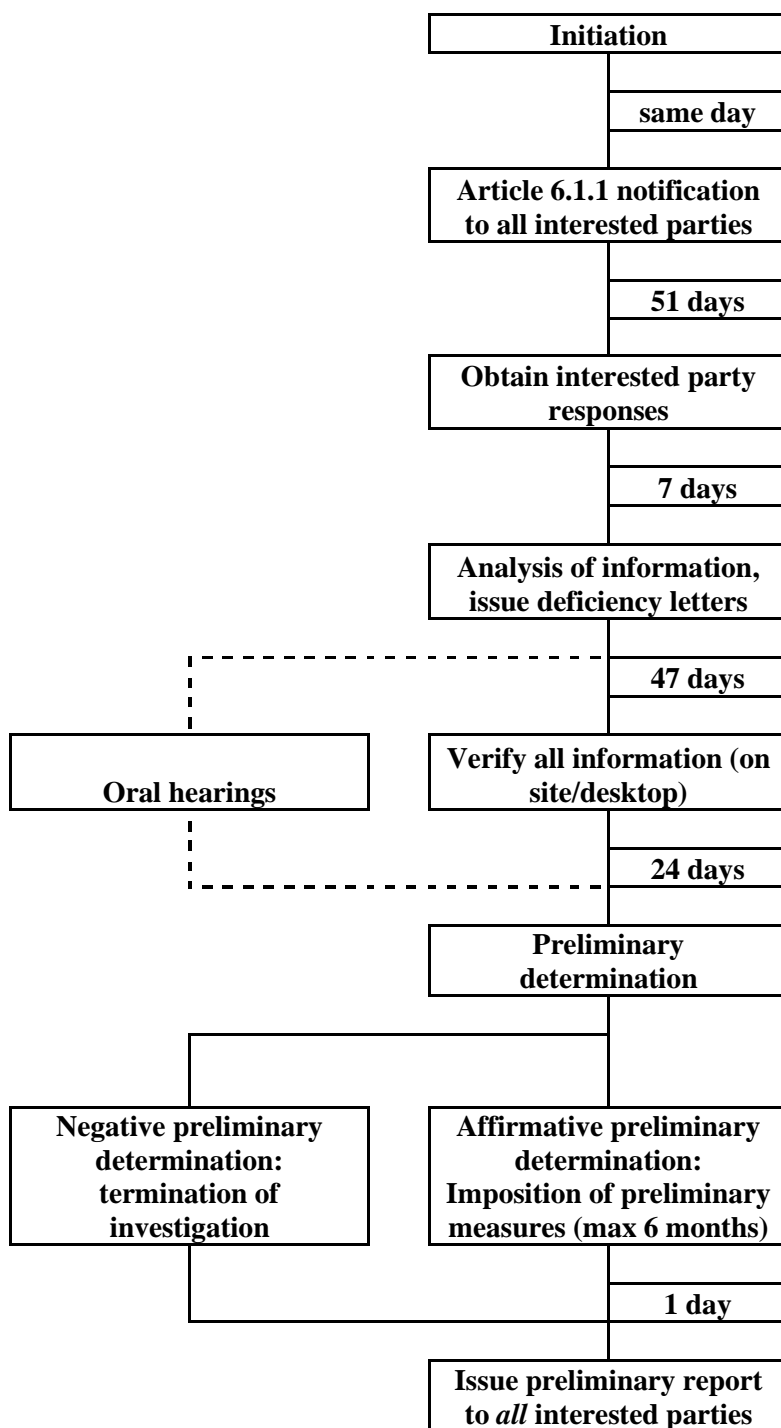 Initiation
same day
Article 6.1.1 notification
to all interested parties
51 days
Obtain interested party
responses
7 days
Analysis of information,
issue deficiency letters
47 days
Oral hearings
Verify all information (on
site/desktop)
24 days
Preliminary
determination
Negative preliminary
determination:
termination of
investigation
Affirmative preliminary
determination:
Imposition of preliminary
measures (max 6 months)
1 day
Issue preliminary report
to all interested parties